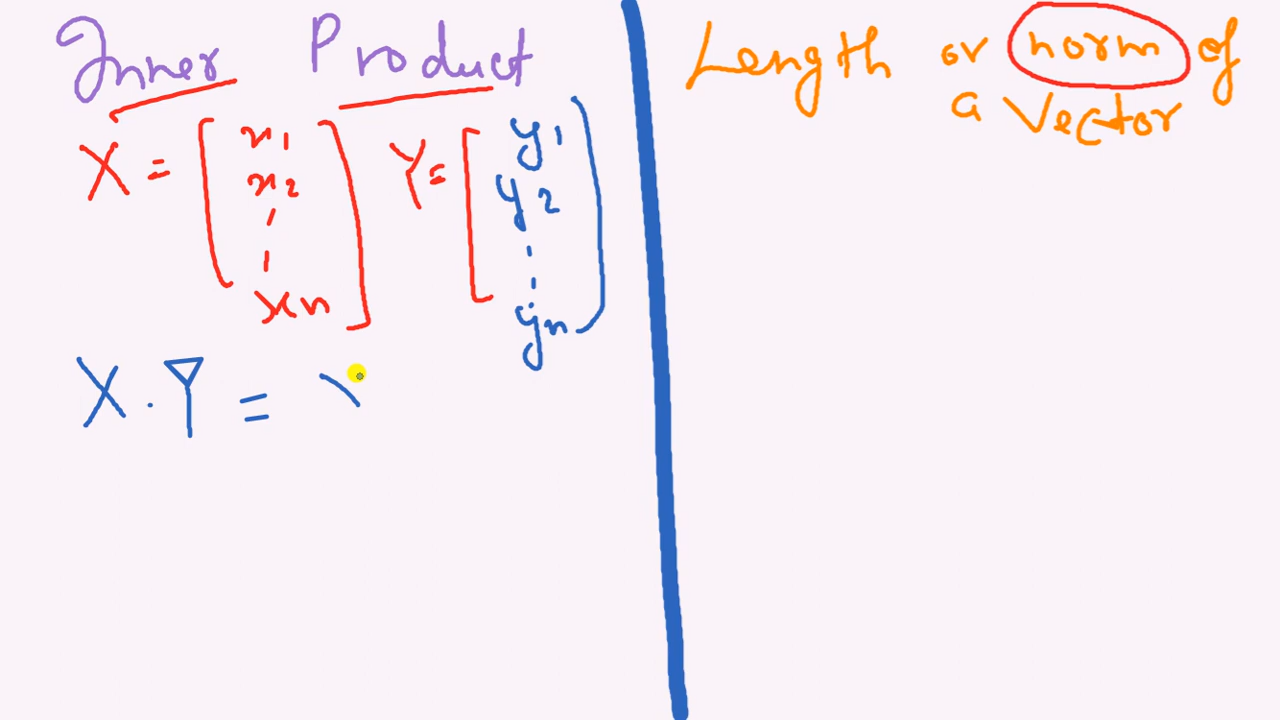 Inner Product
X = [ x1 x2 . . xn ] Y = [ y1 y2 . . yn ]
X . Y = \
Length or norm of
a Vector